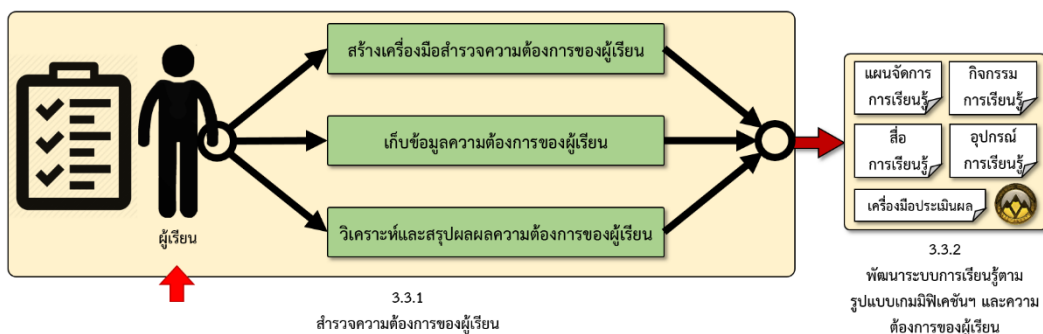 สร้างเครื่องมือสำรวจความต้องการของผู้เรียน
เก็บข้อมูลความต้องการของผู้เรียน
วิเคราะห์และสรุปผลผลความต้องการของผู้เรียน
ผู้เรียน
3.3.1
สำรวจความต้องการของผู้เรียน
แผนจัดการ
การเรียนรู้
กิจกรรม
การเรียนรู้
สื่อ
การเรียนรู้
อุปกรณ์
การเรียนรู้
เครื่องมือประเมินผล
3.3.2
พัฒนาระบบการเรียนรู้ตาม
รูปแบบเกมมิฟิเคชันฯ และความ
ต้องการของผู้เรียน